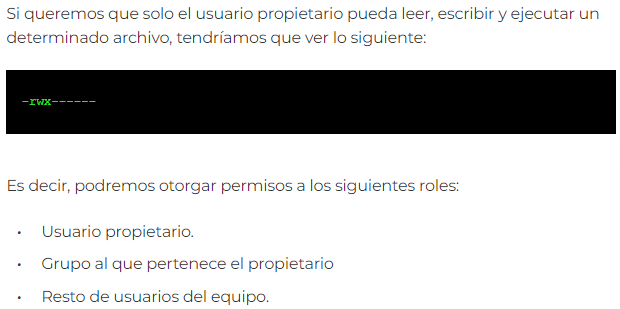 Si queremos que solo el usuario propietario pueda leer, escribir y ejecutar un
determinado archivo, tendríamos que ver lo siguiente:
-rwx------
Es decir, podremos otorgar permisos a los siguientes roles:
• Usuario propietario.
• Grupo al que pertenece el propietario
• Resto de usuarios del equipo.